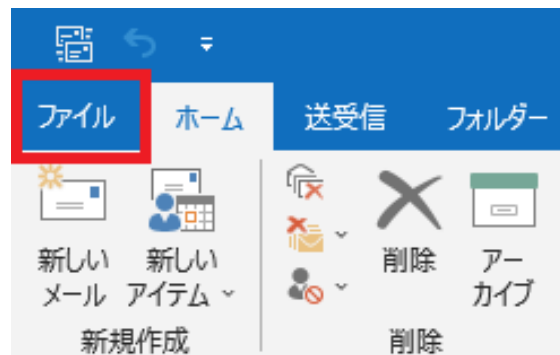 ファイル ホーム 送受信 フォルダー
新しい
メール
新しい
アイテム
削除
アー
カイブ
新規作成
削除